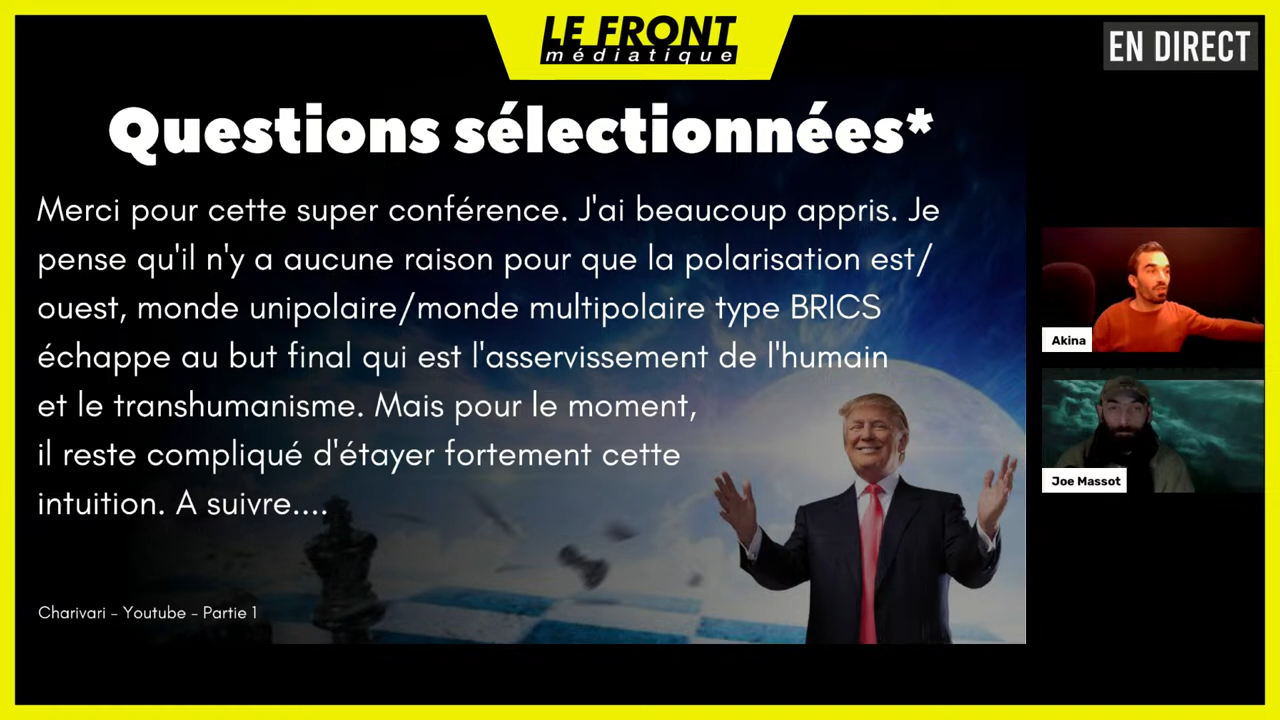 LE FRONT
médiatique
EN DIRECT
Questions sélectionnées*
Merci pour cette super conférence. J'ai beaucoup appris. Je
pense qu'il n'y a aucune raison pour que la polarisation est/
ouest, monde unipolaire/monde multipolaire type BRICS
échappe au but final qui est l'asservissement de l'humain
et le transhumanisme. Mais pour le moment,
il reste compliqué d'étayer fortement cette
intuition. A suivre....
Charivari - Youtube - Partie 1
Akina
Joe Massot